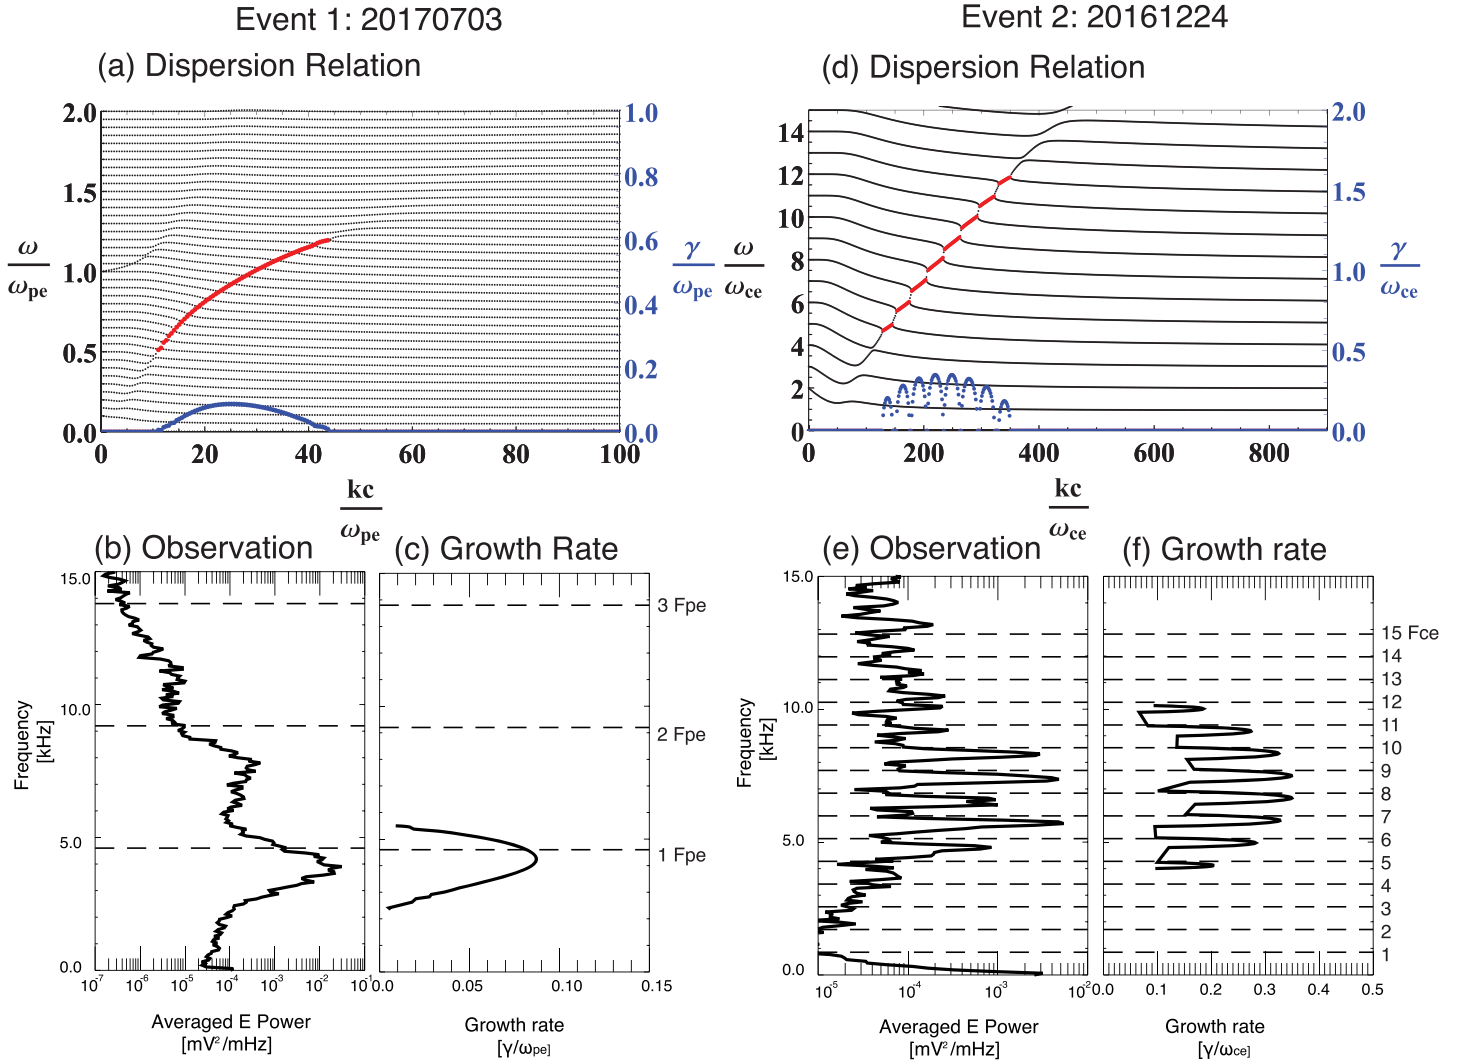 Event 1: 20170703
Event 2: 20161224
(a) Dispersion Relation
(d) Dispersion Relation
2.0
1.5
1.0
0.5
0.0
ω
ωpe
1.0
0.8
0.6
0.4
0.2
0.0
γ
ωpe
0 20 40 60 80 100
kc
ωpe
14
12
10
8
6
4
2
0
ω
ωce
2.0
1.5
1.0
0.5
0.0
γ
ωce
0 200 400 600 800
kc
ωce
(b) Observation
(c) Growth Rate
15.0
10.0
5.0
0.0
Frequency
[kHz]
3 Fpe
2 Fpe
1 Fpe
10⁻⁷ 10⁻⁶ 10⁻⁵ 10⁻⁴ 10⁻³ 10⁻² 10⁻¹
Averaged E Power
[mV²/mHz]
0 0.05 0.10 0.15
Growth rate
[γ/ωpe]
(e) Observation
(f) Growth rate
15.0
10.0
5.0
0.0
Frequency
[kHz]
15 Fce
14
13
12
11
10
9
8
7
6
5
4
3
2
1
10⁻⁵ 10⁻⁴ 10⁻³ 10⁻²
Averaged E Power
[mV²/mHz]
0.0 0.1 0.2 0.3 0.4 0.5
Growth rate
[γ/ωce]